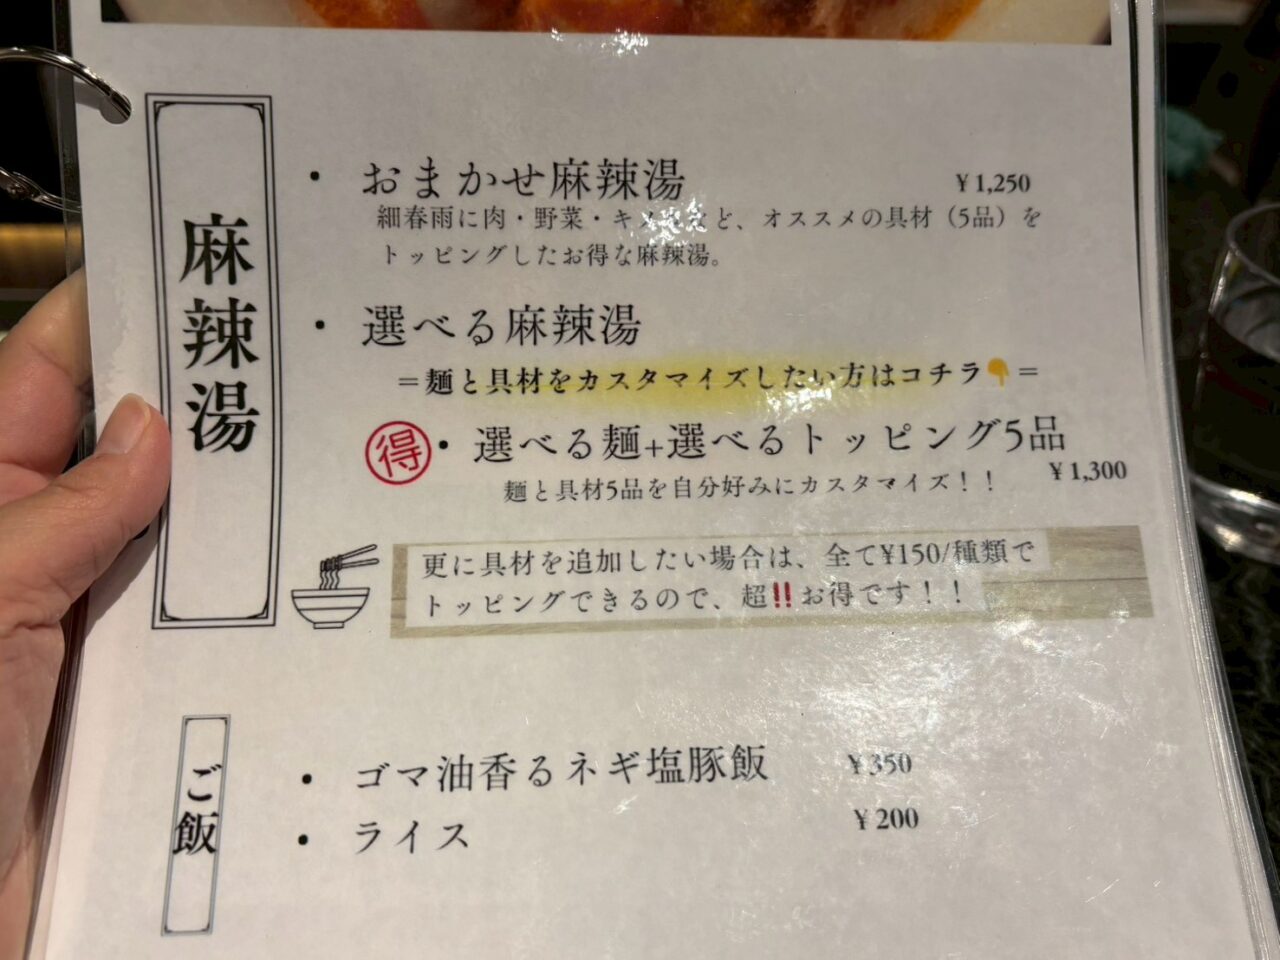 麻辣湯
・おまかせ麻辣湯 ¥1,250
細春雨に肉・野菜・キノコなど、オススメの具材（5品）を
トッピングしたお得な麻辣湯。
・選べる麻辣湯
＝麺と具材をカスタマイズしたい方はコチラ👇＝
得・選べる麺+選べるトッピング5品
¥1,300
麺と具材5品を自分好みにカスタマイズ！！
更に具材を追加したい場合は、全て¥150/種類で
トッピングできるので、超‼お得です！！
ご飯
・ゴマ油香るネギ塩豚飯 ¥350
・ライス ¥200